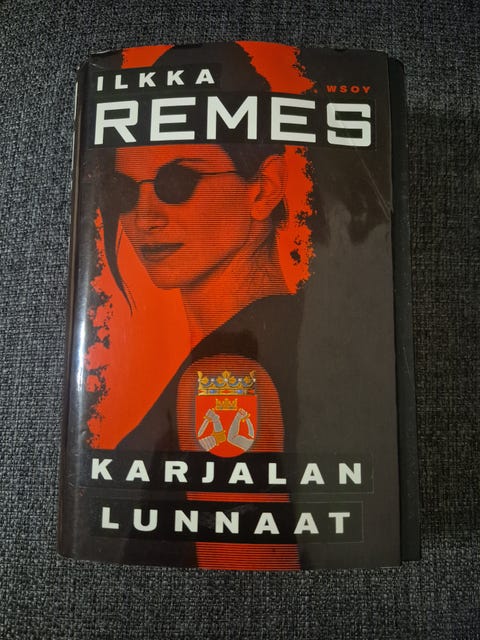 ILKKA
WSOY
REMES
KARJALAN
LUNNAAT